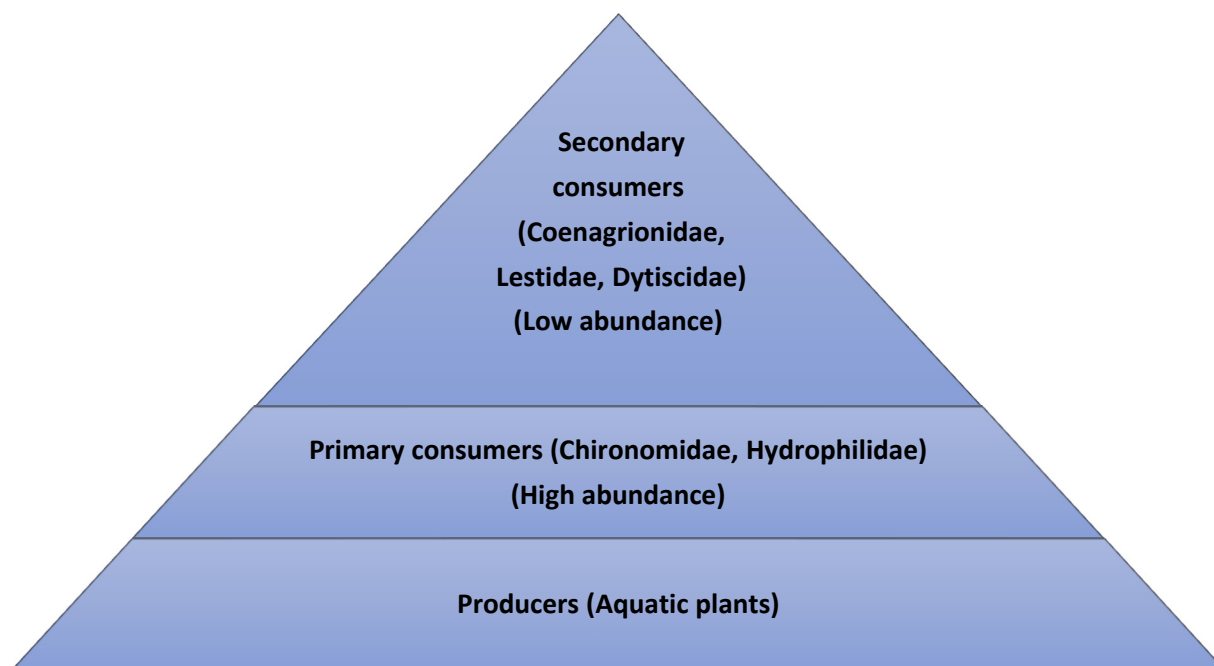 Secondary
consumers
(Coenagrionidae,
Lestidae, Dytiscidae)
(Low abundance)
Primary consumers (Chironomidae, Hydrophilidae)
(High abundance)
Producers (Aquatic plants)